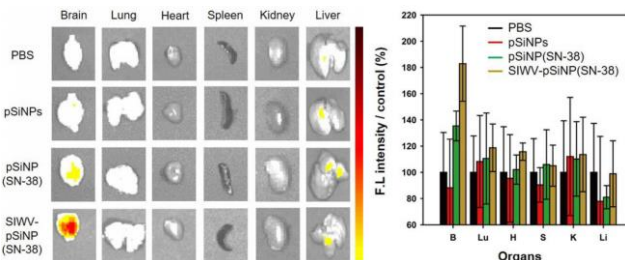 Brain Lung Heart Spleen Kidney Liver
PBS
pSiNPs
pSiNP
(SN-38)
SIWV-
pSiNP
(SN-38)
F.L intensity / control (%)
220
200
180
160
140
120
100
80
60
PBS
pSiNPs
pSiNP(SN-38)
SIWV-pSiNP(SN-38)
B Lu H S K Li
Organs